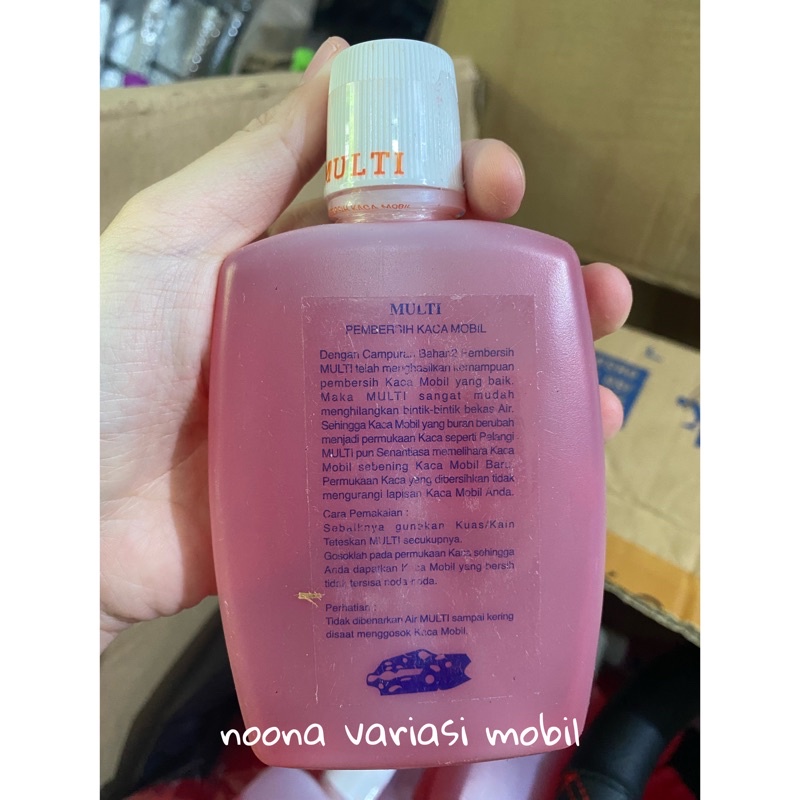 MULTI
KACA MOBIL
MULTI
PEMBERSIH KACA MOBIL
Dengan Campuran Bahan2 Pembersih
MULTI telah menghasilkan kemampuan
pembersih Kaca Mobil yang baik.
Maka MULTI sangat mudah
menghilangkan bintik-bintik bekas Air.
Sehingga Kaca Mobil yang buran berubah
menjadi permukaan Kaca seperti Pelangi
MULTI pun Senantiasa memelihara Kaca
Mobil sebening Kaca Mobil Baru.
Permukaan Kaca yang dibersihkan tidak
mengurangi lapisan Kaca Mobil Anda.
Cara Pemakaian :
Sebaiknya gunakan Kuas/Kain
Teteskan MULTI secukupnya.
Gosoklah pada permukaan Kaca sehingga
Anda dapatkan Kaca Mobil yang bersih
tidak tersisa noda-noda.
Perhatian :
Tidak dibenarkan Air MULTI sampai kering
disaat menggosok Kaca Mobil.
noona variasi mobil